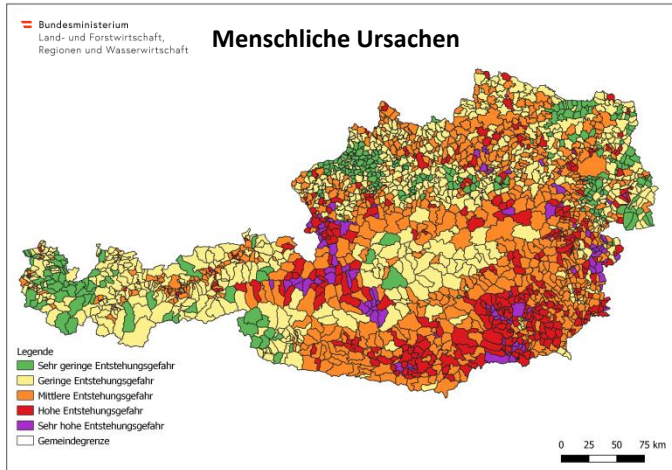 Bundesministerium
Land- und Forstwirtschaft,
Regionen und Wasserwirtschaft
Menschliche Ursachen
Legende
Sehr geringe Entstehungsgefahr
Geringe Entstehungsgefahr
Mittlere Entstehungsgefahr
Hohe Entstehungsgefahr
Sehr hohe Entstehungsgefahr
Gemeindegrenze
0 25 50 75 km